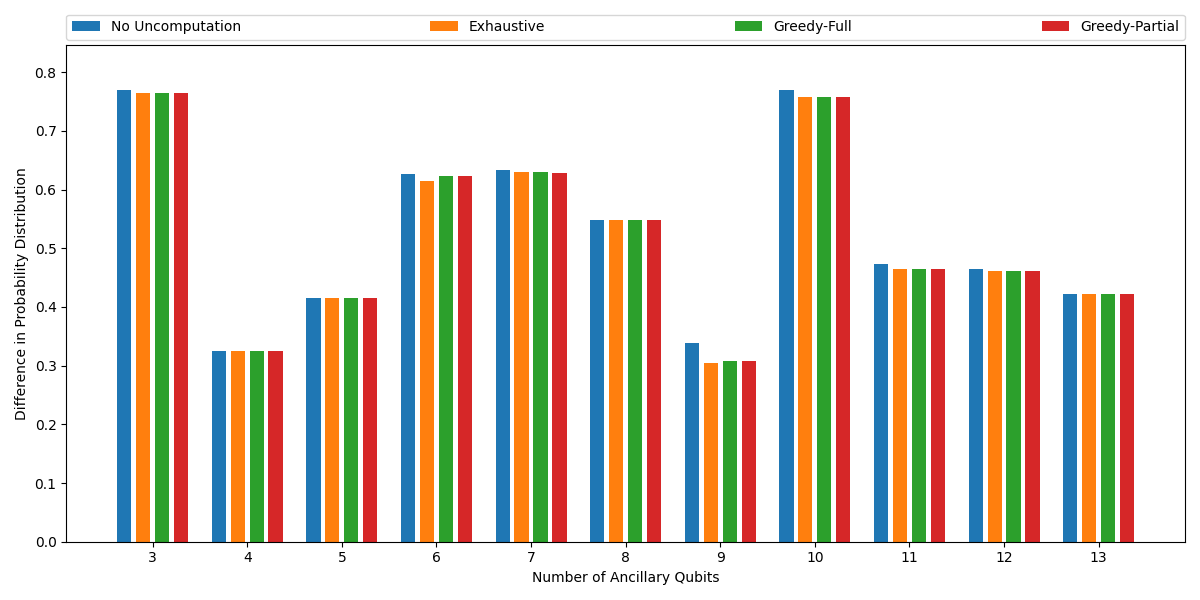 No Uncomputation Exhaustive Greedy-Full Greedy-Partial
Difference in Probability Distribution
0.8
0.7
0.6
0.5
0.4
0.3
0.2
0.1
0.0
3 4 5 6 7 8 9 10 11 12 13
Number of Ancillary Qubits